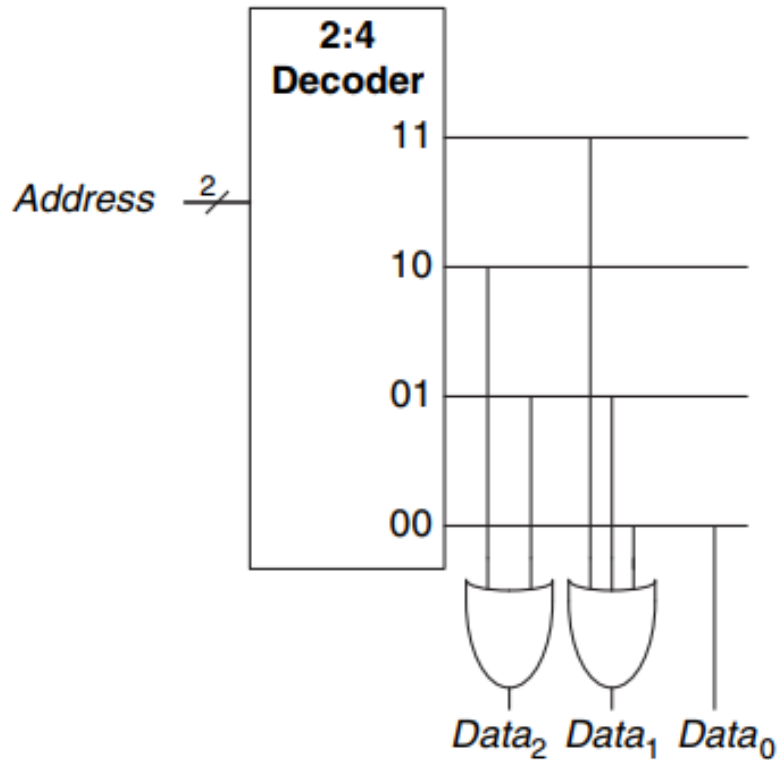 2:4
Decoder
11
Address 2
10
01
00
Data₂ Data₁ Data₀